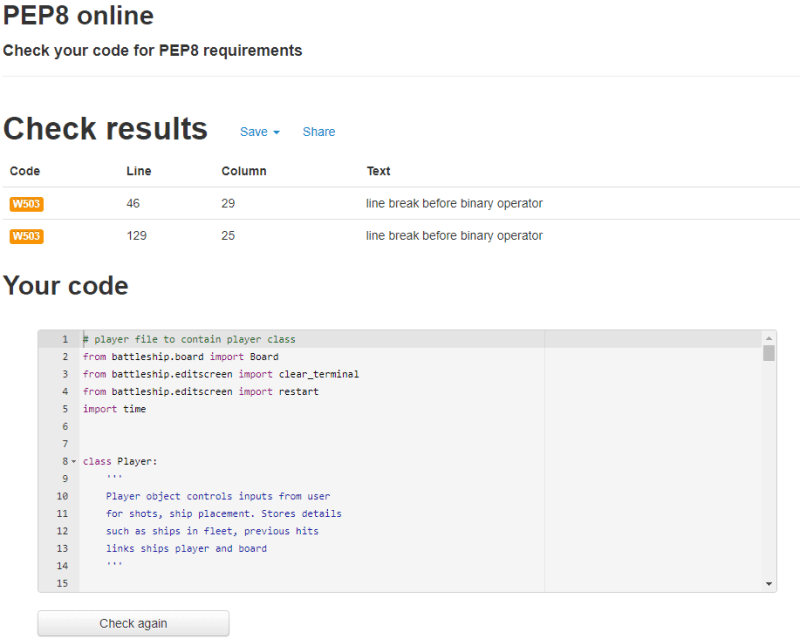 PEP8 online
Check your code for PEP8 requirements
Check results Save Share
Code Line Column Text
W503 46 29 line break before binary operator
W503 129 25 line break before binary operator
Your code
1 # player file to contain player class
2 from battleship.board import Board
3 from battleship.editscreen import clear_terminal
4 from battleship.editscreen import restart
5 import time
6
7
8 class Player:
9 '''
10 Player object controls inputs from user
11 for shots, ship placement. Stores details
12 such as ships in fleet, previous hits
13 links ships player and board
14 '''
15
Check again